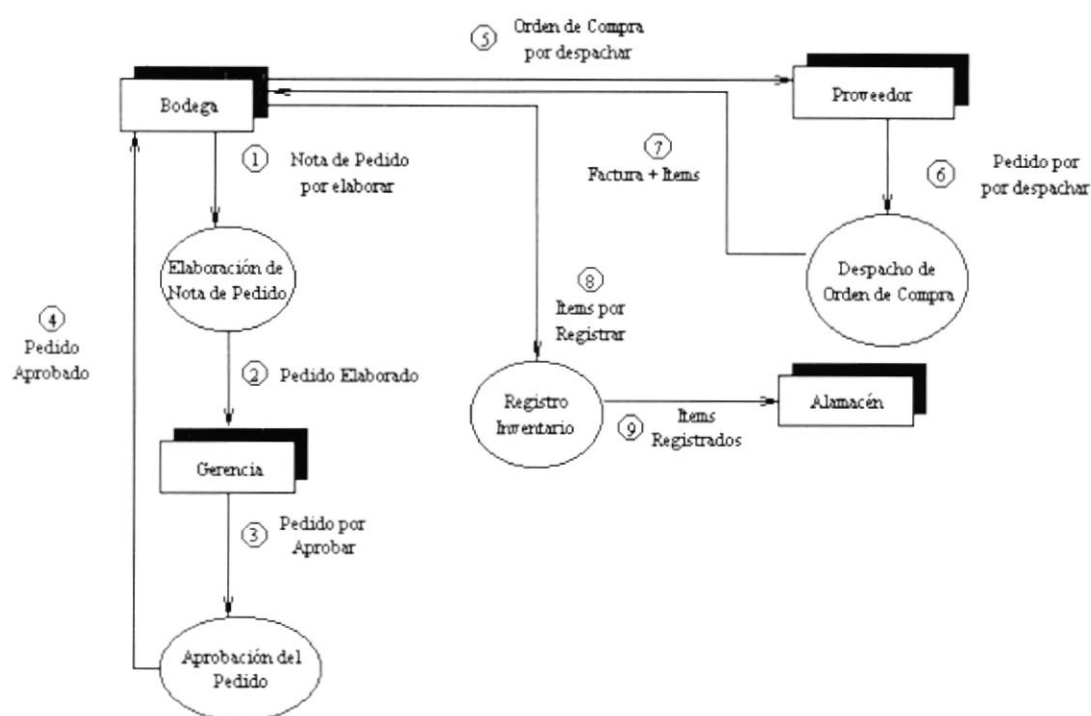 5
Orden de Compra
por despachar
Bodega
Proveedor
1
Nota de Pedido
por elaborar
7
Factura + Items
6
Pedido por
por despachar
Elaboración de
Nota de Pedido
Despacho de
Orden de Compra
8
Items por
Registrar
4
Pedido
Aprobado
2
Pedido Elaborado
Registro
Inventario
9
Items
Registrados
Alamacén
Gerencia
3
Pedido por
Aprobar
Aprobación del
Pedido